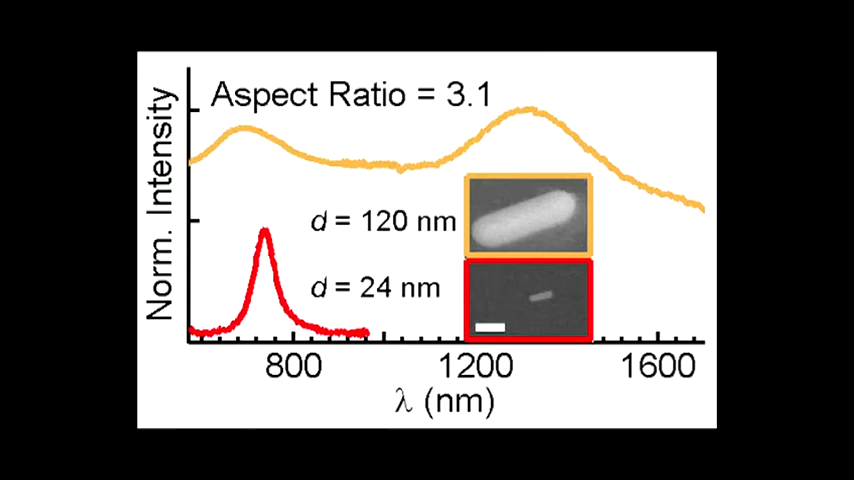 Aspect Ratio = 3.1
Norm. Intensity
d = 120 nm
d = 24 nm
800 1200 1600
λ (nm)